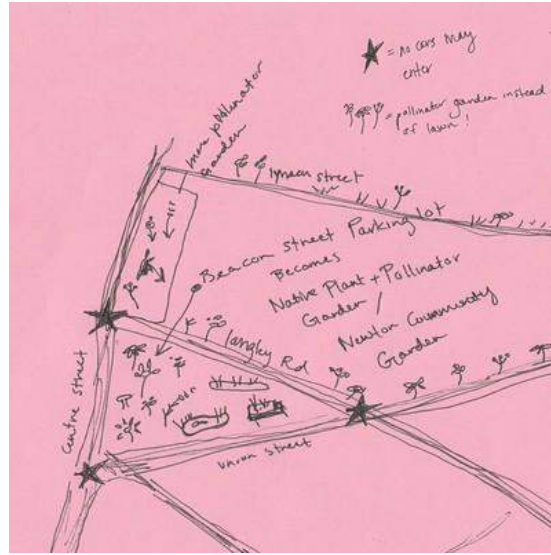 ★ = no cars may
enter
= pollinator garden instead
of lawn!
more pollinator
garden
lyman street
Beacon street Parking lot
Becomes
Native Plant + Pollinator
Garden /
Newton Community
Garden
langley Rd
centre street
union street